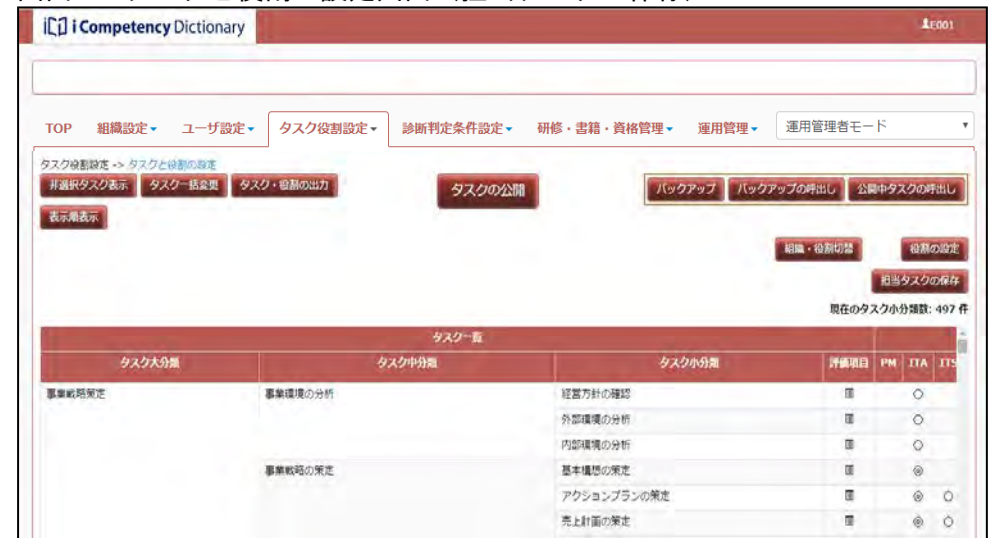 i Competency Dictionary
E001
TOP 組織設定 ユーザ設定 タスク役割設定 診断判定条件設定 研修・書籍・資格管理 運用管理 運用管理者モード
タスク役割設定 -> タスクと役割の設定
非選択タスク表示 タスク一括変更 タスク・役割の出力 タスクの公開 バックアップ バックアップの呼出し 公開中タスクの呼出し
表示順表示
組織・役割切替 役割の設定
担当タスクの保存
現在のタスク小分類数: 497 件
タスク一覧
タスク大分類 タスク中分類 タスク小分類 評価項目 PM ITA ITS
事業戦略策定 事業環境の分析 経営方針の確認 ○
外部環境の分析 ○
内部環境の分析 ○
事業戦略の策定 基本構想の策定 ◎
アクションプランの策定 ◎ ○
売上計画の策定 ◎ ○